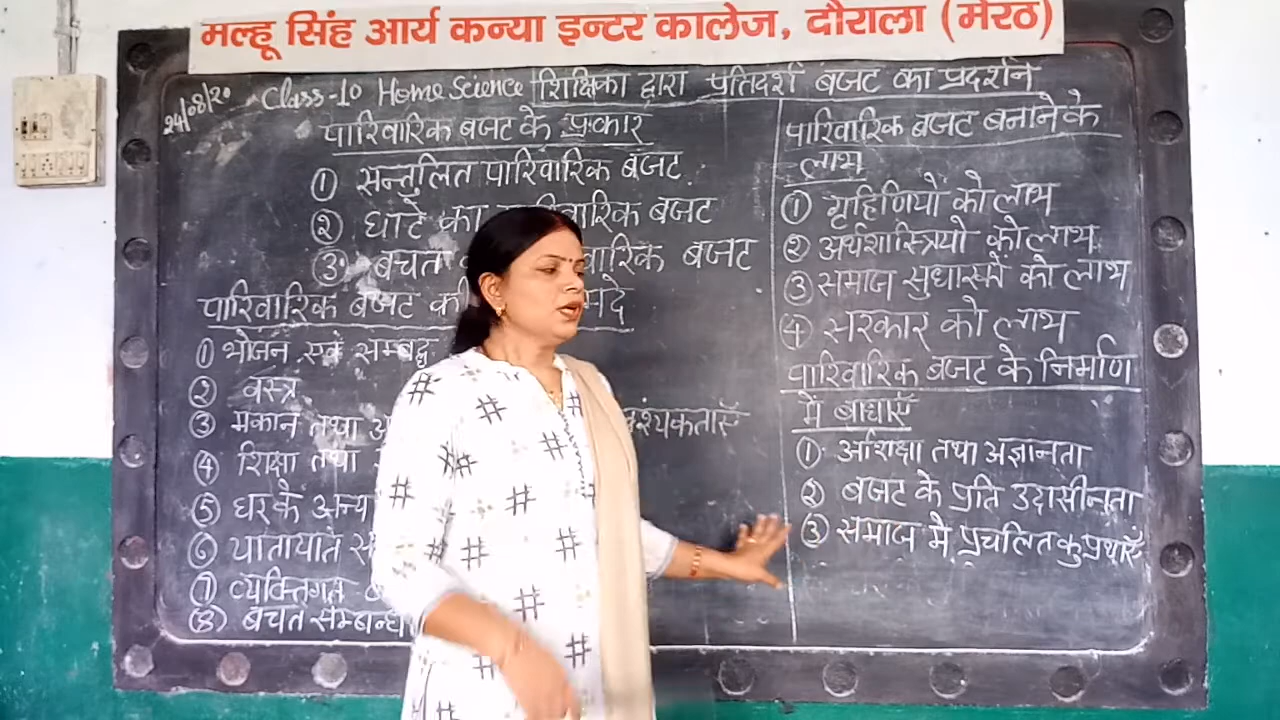 मल्हू सिंह आर्य कन्या इन्टर कालेज, दौराला (मेरठ)
24/08/20 Class-10 Home Science शिक्षिका द्वारा प्रतिदर्श बजट का प्रदर्शन
पारिवारिक बजट के प्रकार
① सन्तुलित पारिवारिक बजट
② घाटे का पारिवारिक बजट
③ बचत वारिक बजट
पारिवारिक बजट की मदे
① भोजन एवं सम्बद्ध
② वस्त्र
③ मकान तथा
④ शिक्षा तथा
⑤ घर के अन्य
⑥ यातायात
⑦ व्यक्तिगत
⑧ बचत सम्बन्ध
पारिवारिक बजट बनाने के
लाभ
① गृहिणियो को लाभ
② अर्थशास्त्रियो को लाभ
③ समाज सुधारकों को लाभ
④ सरकार को लाभ
पारिवारिक बजट के निर्माण
में बाधाएँ
① अशिक्षा तथा अज्ञानता
② बजट के प्रति उदासीनता
③ समाज मे प्रचलित कुप्रथाएँ